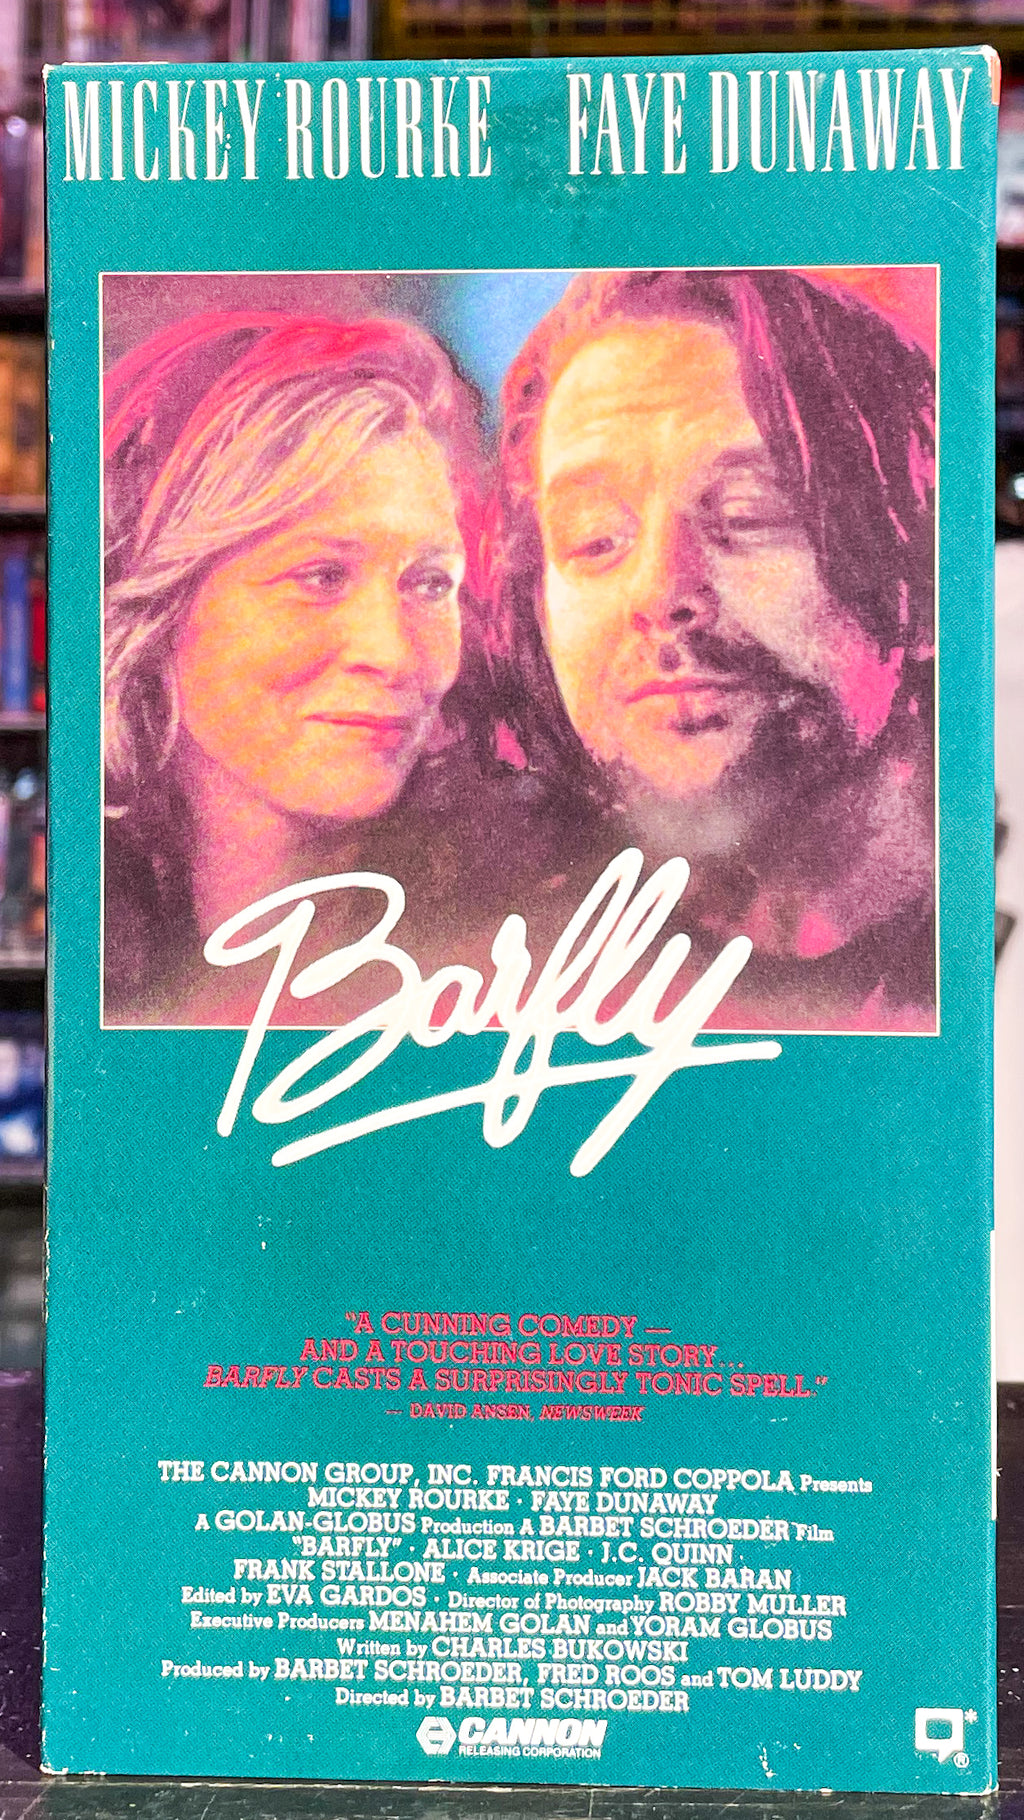 MICKEY ROURKE FAYE DUNAWAY
Barfly
"A CUNNING COMEDY —
AND A TOUCHING LOVE STORY...
BARFLY CASTS A SURPRISINGLY TONIC SPELL."
— DAVID ANSEN, NEWSWEEK
THE CANNON GROUP, INC. FRANCIS FORD COPPOLA Presents
MICKEY ROURKE · FAYE DUNAWAY
A GOLAN-GLOBUS Production A BARBET SCHROEDER Film
"BARFLY" · ALICE KRIGE · J.C. QUINN
FRANK STALLONE · Associate Producer JACK BARAN
Edited by EVA GARDOS · Director of Photography ROBBY MULLER
Executive Producers MENAHEM GOLAN and YORAM GLOBUS
Written by CHARLES BUKOWSKI
Produced by BARBET SCHROEDER, FRED ROOS and TOM LUDDY
Directed by BARBET SCHROEDER
CANNON
RELEASING CORPORATION
*
®